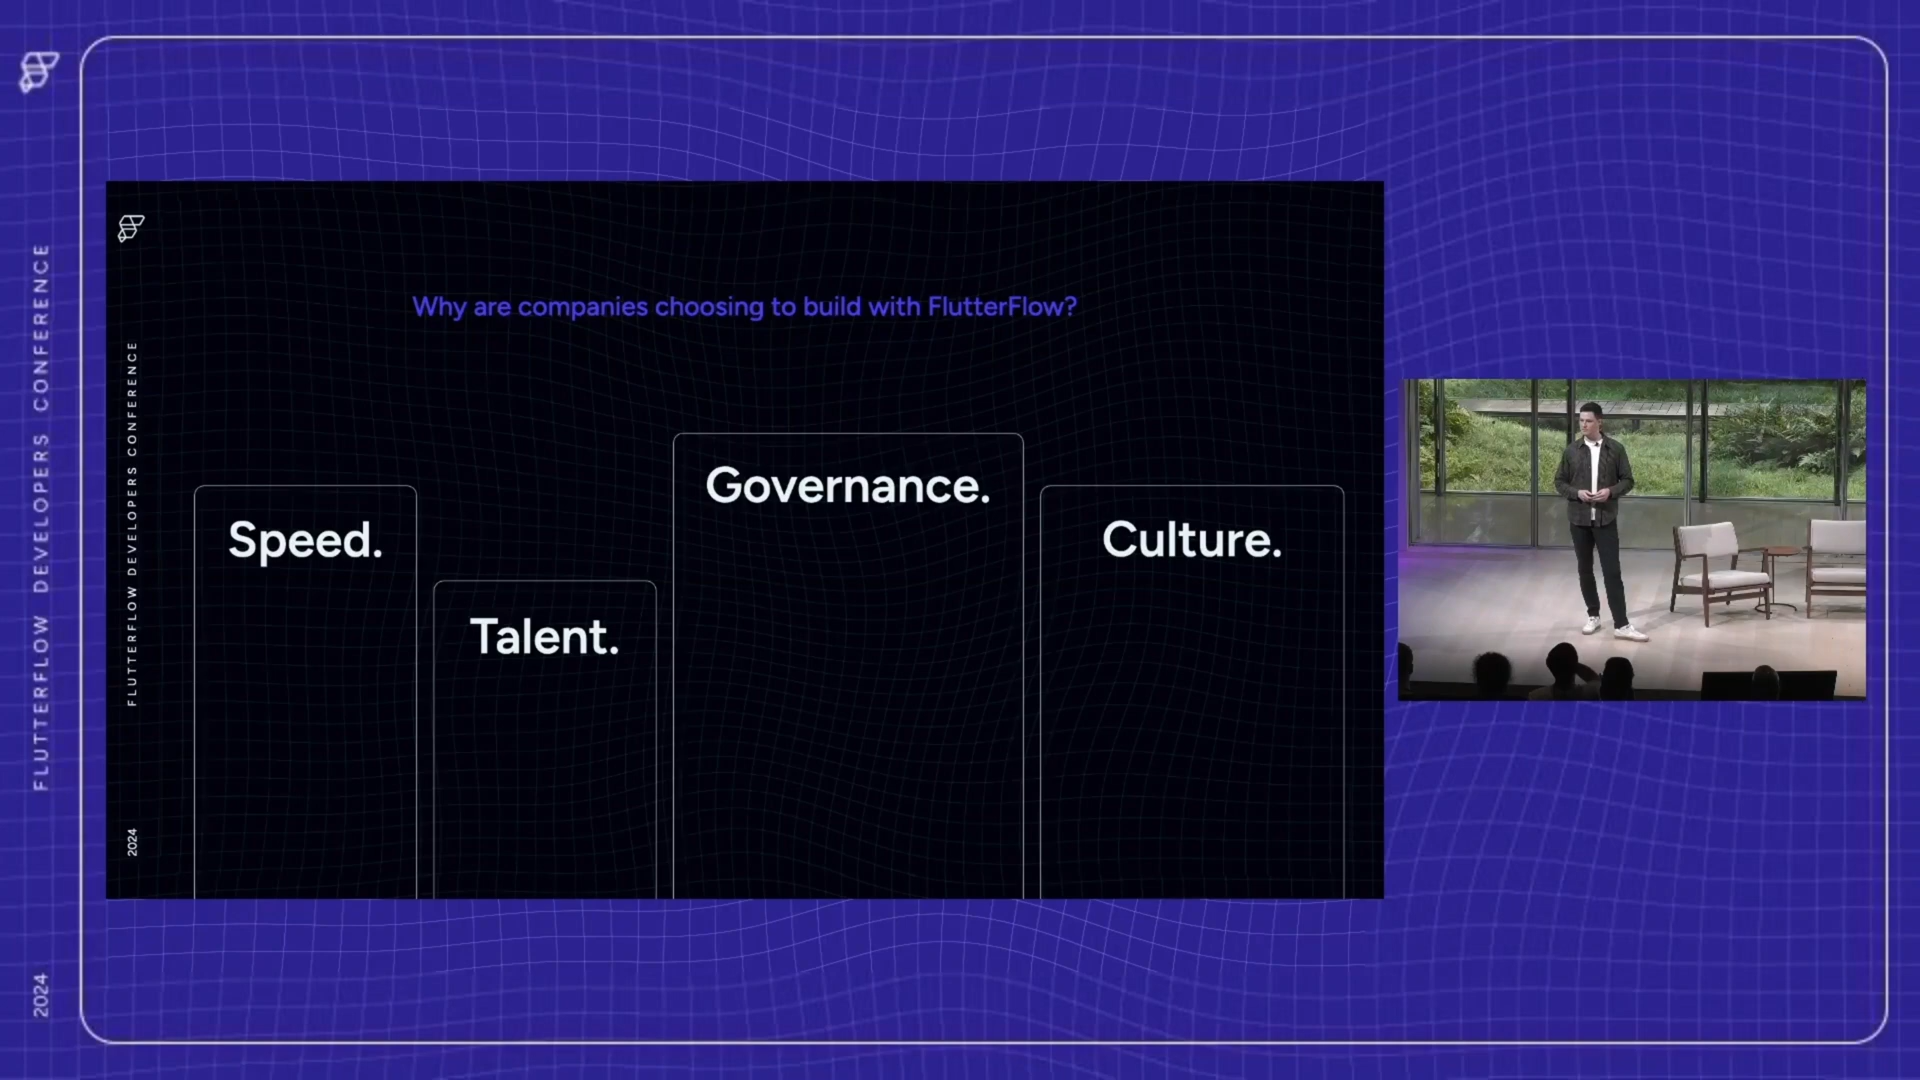 FLUTTERFLOW DEVELOPERS CONFERENCE
2024
FLUTTERFLOW DEVELOPERS CONFERENCE
2024
Why are companies choosing to build with FlutterFlow?
Speed.
Talent.
Governance.
Culture.